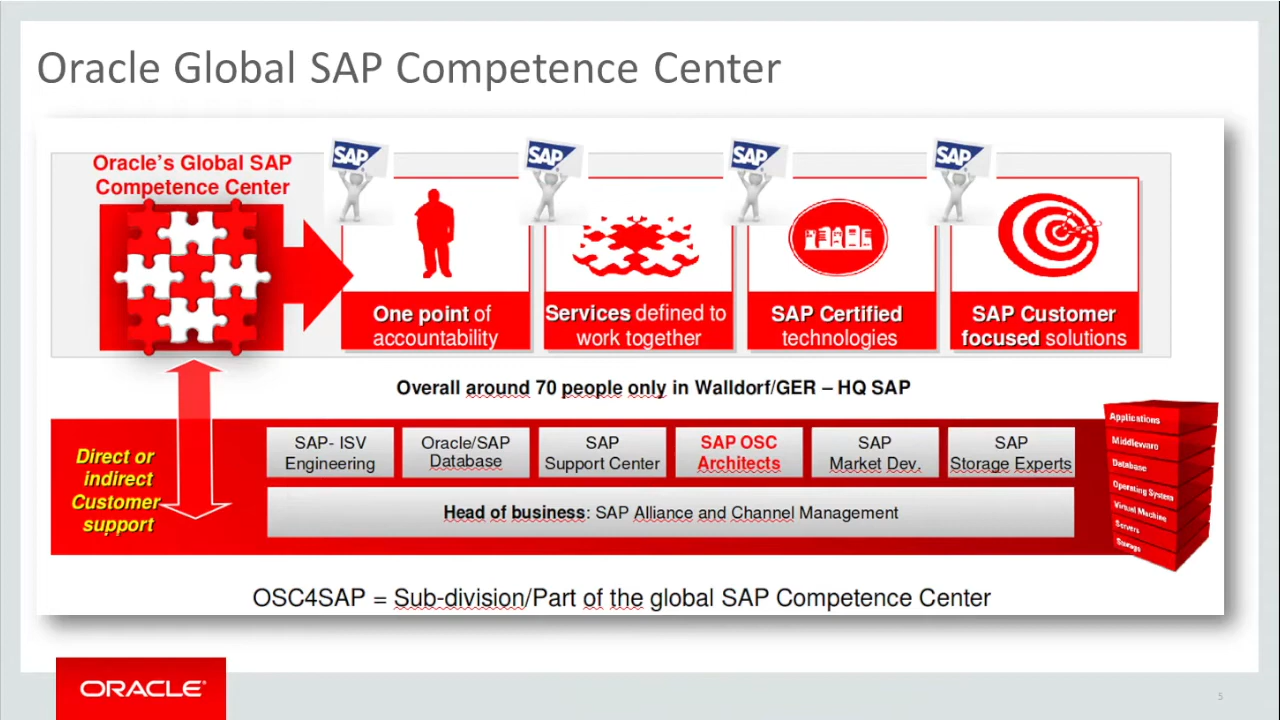 Oracle Global SAP Competence Center
Oracle's Global SAP
Competence Center
SAP
SAP
SAP
SAP
One point of
accountability
Services defined to
work together
SAP Certified
technologies
SAP Customer
focused solutions
Overall around 70 people only in Walldorf/GER – HQ SAP
Direct or
indirect
Customer
support
SAP- ISV
Engineering
Oracle/SAP
Database
SAP
Support Center
SAP OSC
Architects
SAP
Market Dev.
SAP
Storage Experts
Head of business: SAP Alliance and Channel Management
Applications
Middleware
Database
Operating System
Virtual Machine
Servers
Storage
OSC4SAP = Sub-division/Part of the global SAP Competence Center
ORACLE®
5